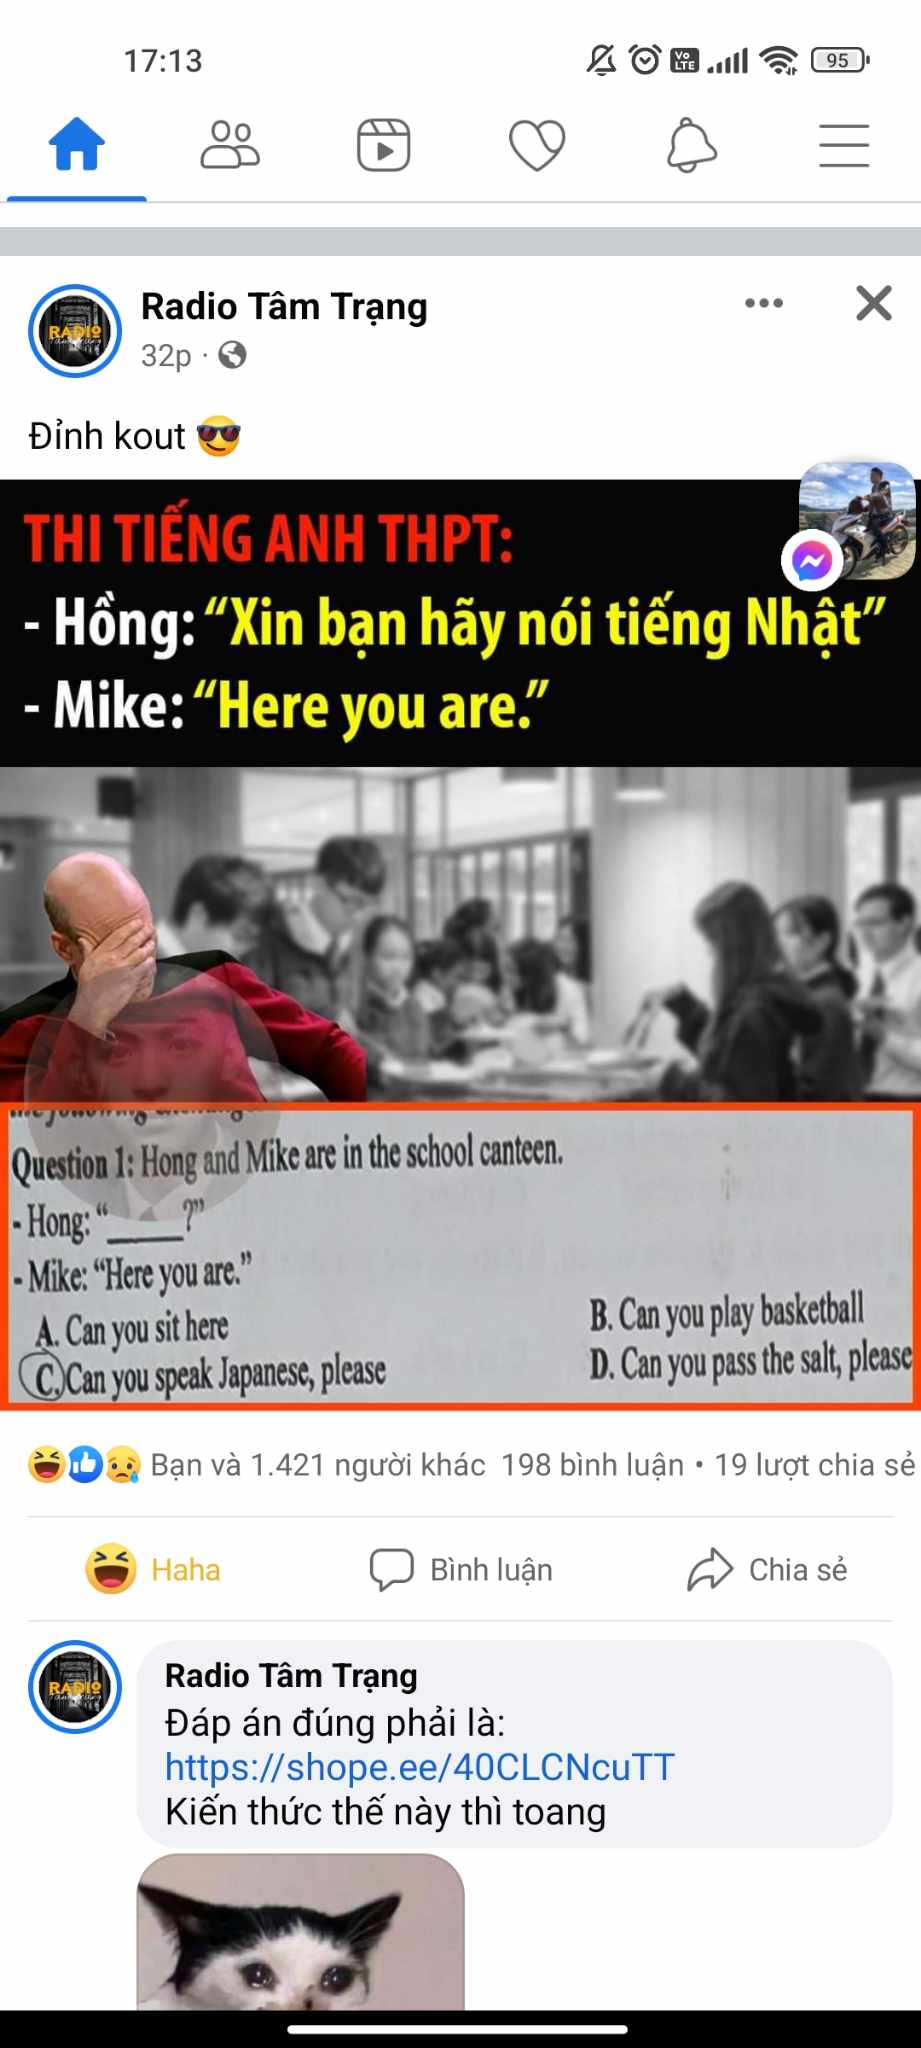 17:13
Vo LTE
95
Radio Tâm Trạng
32p ·
Đỉnh kout 😎
THI TIẾNG ANH THPT:
- Hồng: “Xin bạn hãy nói tiếng Nhật”
- Mike: “Here you are.”
Question 1: Hong and Mike are in the school canteen.
- Hong: “______?”
- Mike: “Here you are.”
A. Can you sit here
B. Can you play basketball
C. Can you speak Japanese, please
D. Can you pass the salt, please
Bạn và 1.421 người khác 198 bình luận • 19 lượt chia sẻ
Haha Bình luận Chia sẻ
RADIO
Radio Tâm Trạng
Đáp án đúng phải là:
https://shope.ee/40CLCNcuTT
Kiến thức thế này thì toang